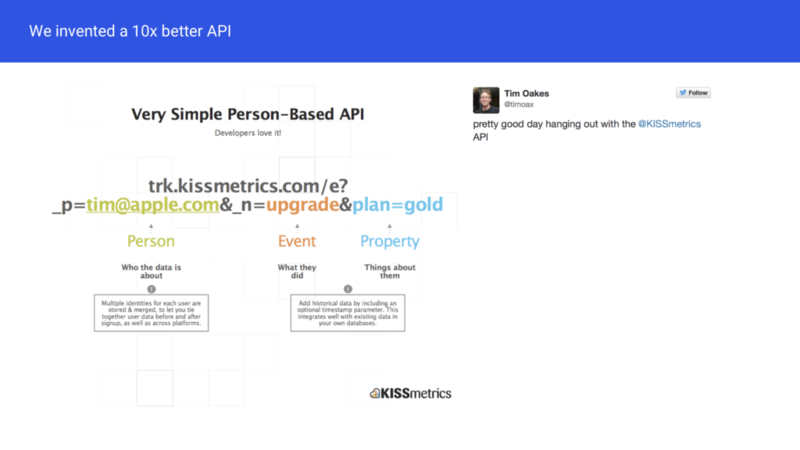 We invented a 10x better API
Very Simple Person-Based API
Developers love it!
trk.kissmetrics.com/e?
_p=tim@apple.com&_n=upgrade&plan=gold
Person
Event
Property
Who the data is
about
What they
did
Things about
them
Multiple identities for each user are
stored & merged, to let you tie
together user data before and after
signup, as well as across platforms.
Add historical data by including an
optional timestamp parameter. This
integrates well with existing data in
your own databases.
KISSmetrics
Tim Oakes
@timoax
Follow
pretty good day hanging out with the @KISSmetrics
API